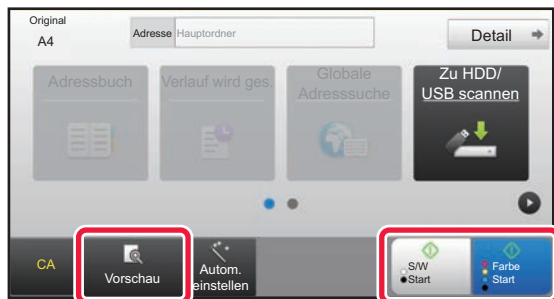 Original
A4
Adresse
Hauptordner
Detail
Adressbuch
Verlauf wird ges.
Globale
Adresssuche
Zu HDD/
USB scannen
CA
Vorschau
Autom.
einstellen
S/W
Start
Farbe
Start